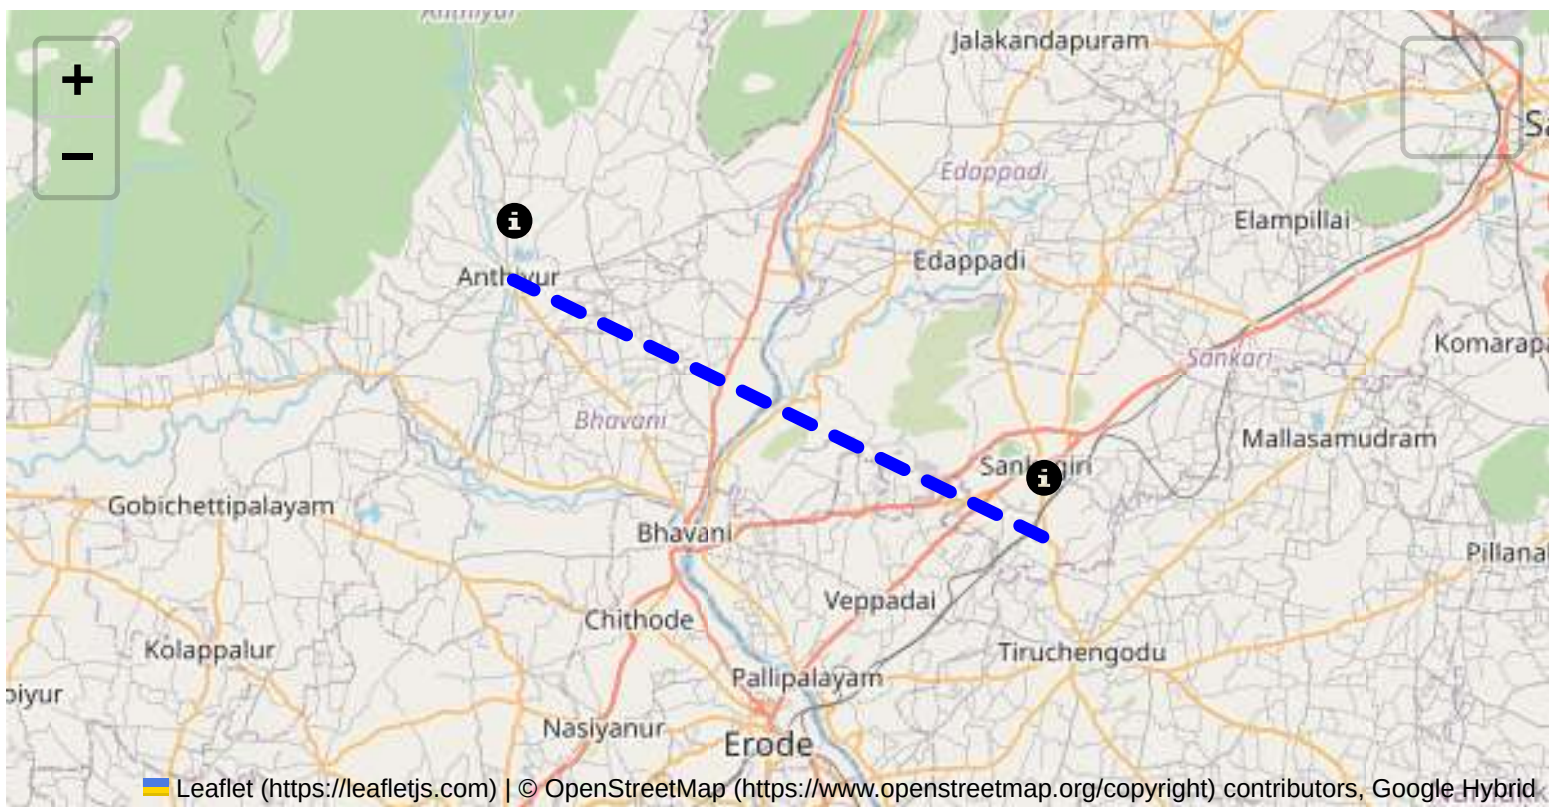 Anthiyur
Jalakandapuram
+
−
Edappadi
Elampillai
Edappadi
Sankari
Komarapa
Bhavani
Mallasamudram
Gobichettipalayam
Bhavani
Pillanal
Veppadai
Chithode
Kolappalur
Tiruchengodu
Pallipalayam
Nasiyanur
Erode
Leaflet (https://leafletjs.com) | © OpenStreetMap (https://www.openstreetmap.org/copyright) contributors, Google Hybrid